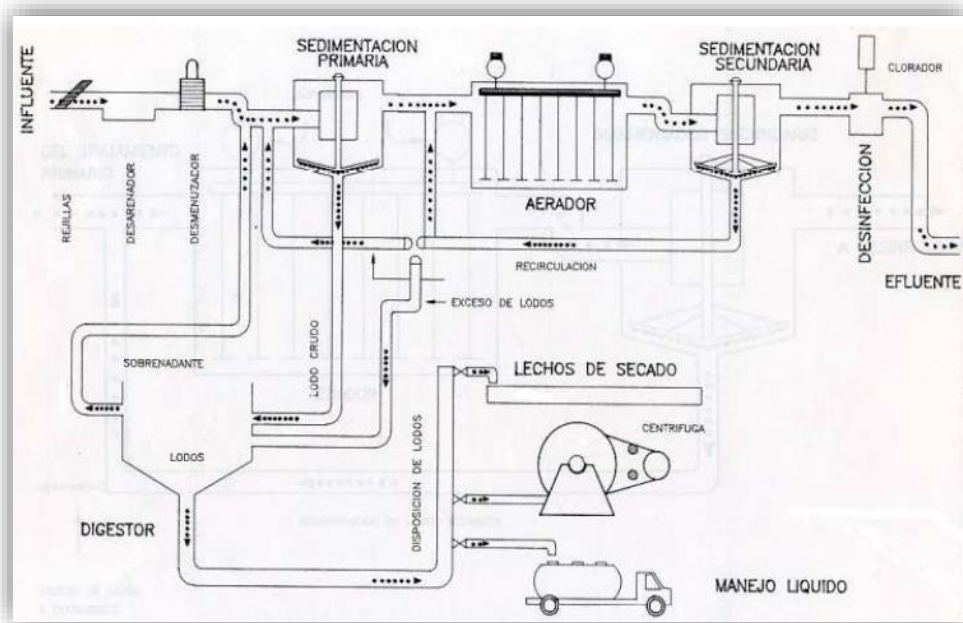 SEDIMENTACION
PRIMARIA
SEDIMENTACION
SECUNDARIA
CLORADOR
INFLUENTE
REJILLAS
DESARENADOR
DESMENUZADOR
AERADOR
DESINFECCION
EFLUENTE
RECIRCULACION
EXCESO DE LODOS
SOBRENADANTE
LODO CRUDO
LECHOS DE SECADO
CENTRIFUGA
LODOS
DISPOSICION DE LODOS
DIGESTOR
MANEJO LIQUIDO